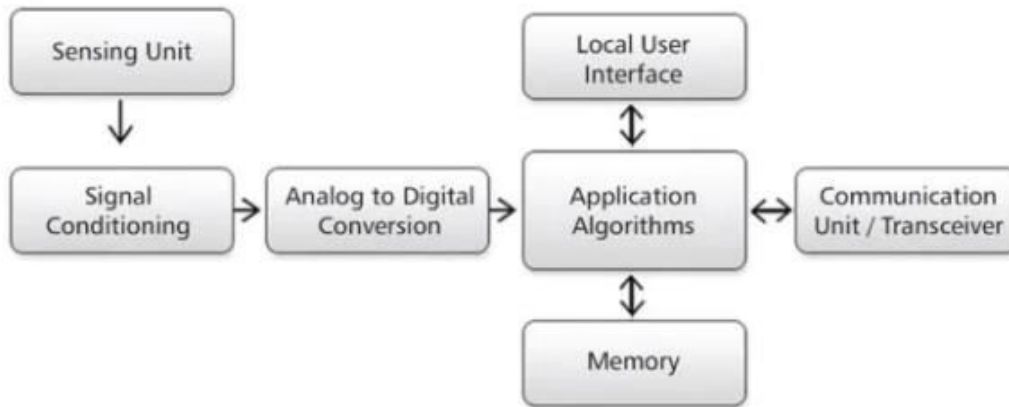 Sensing Unit
Local User
Interface
Signal
Conditioning
Analog to Digital
Conversion
Application
Algorithms
Communication
Unit / Transceiver
Memory